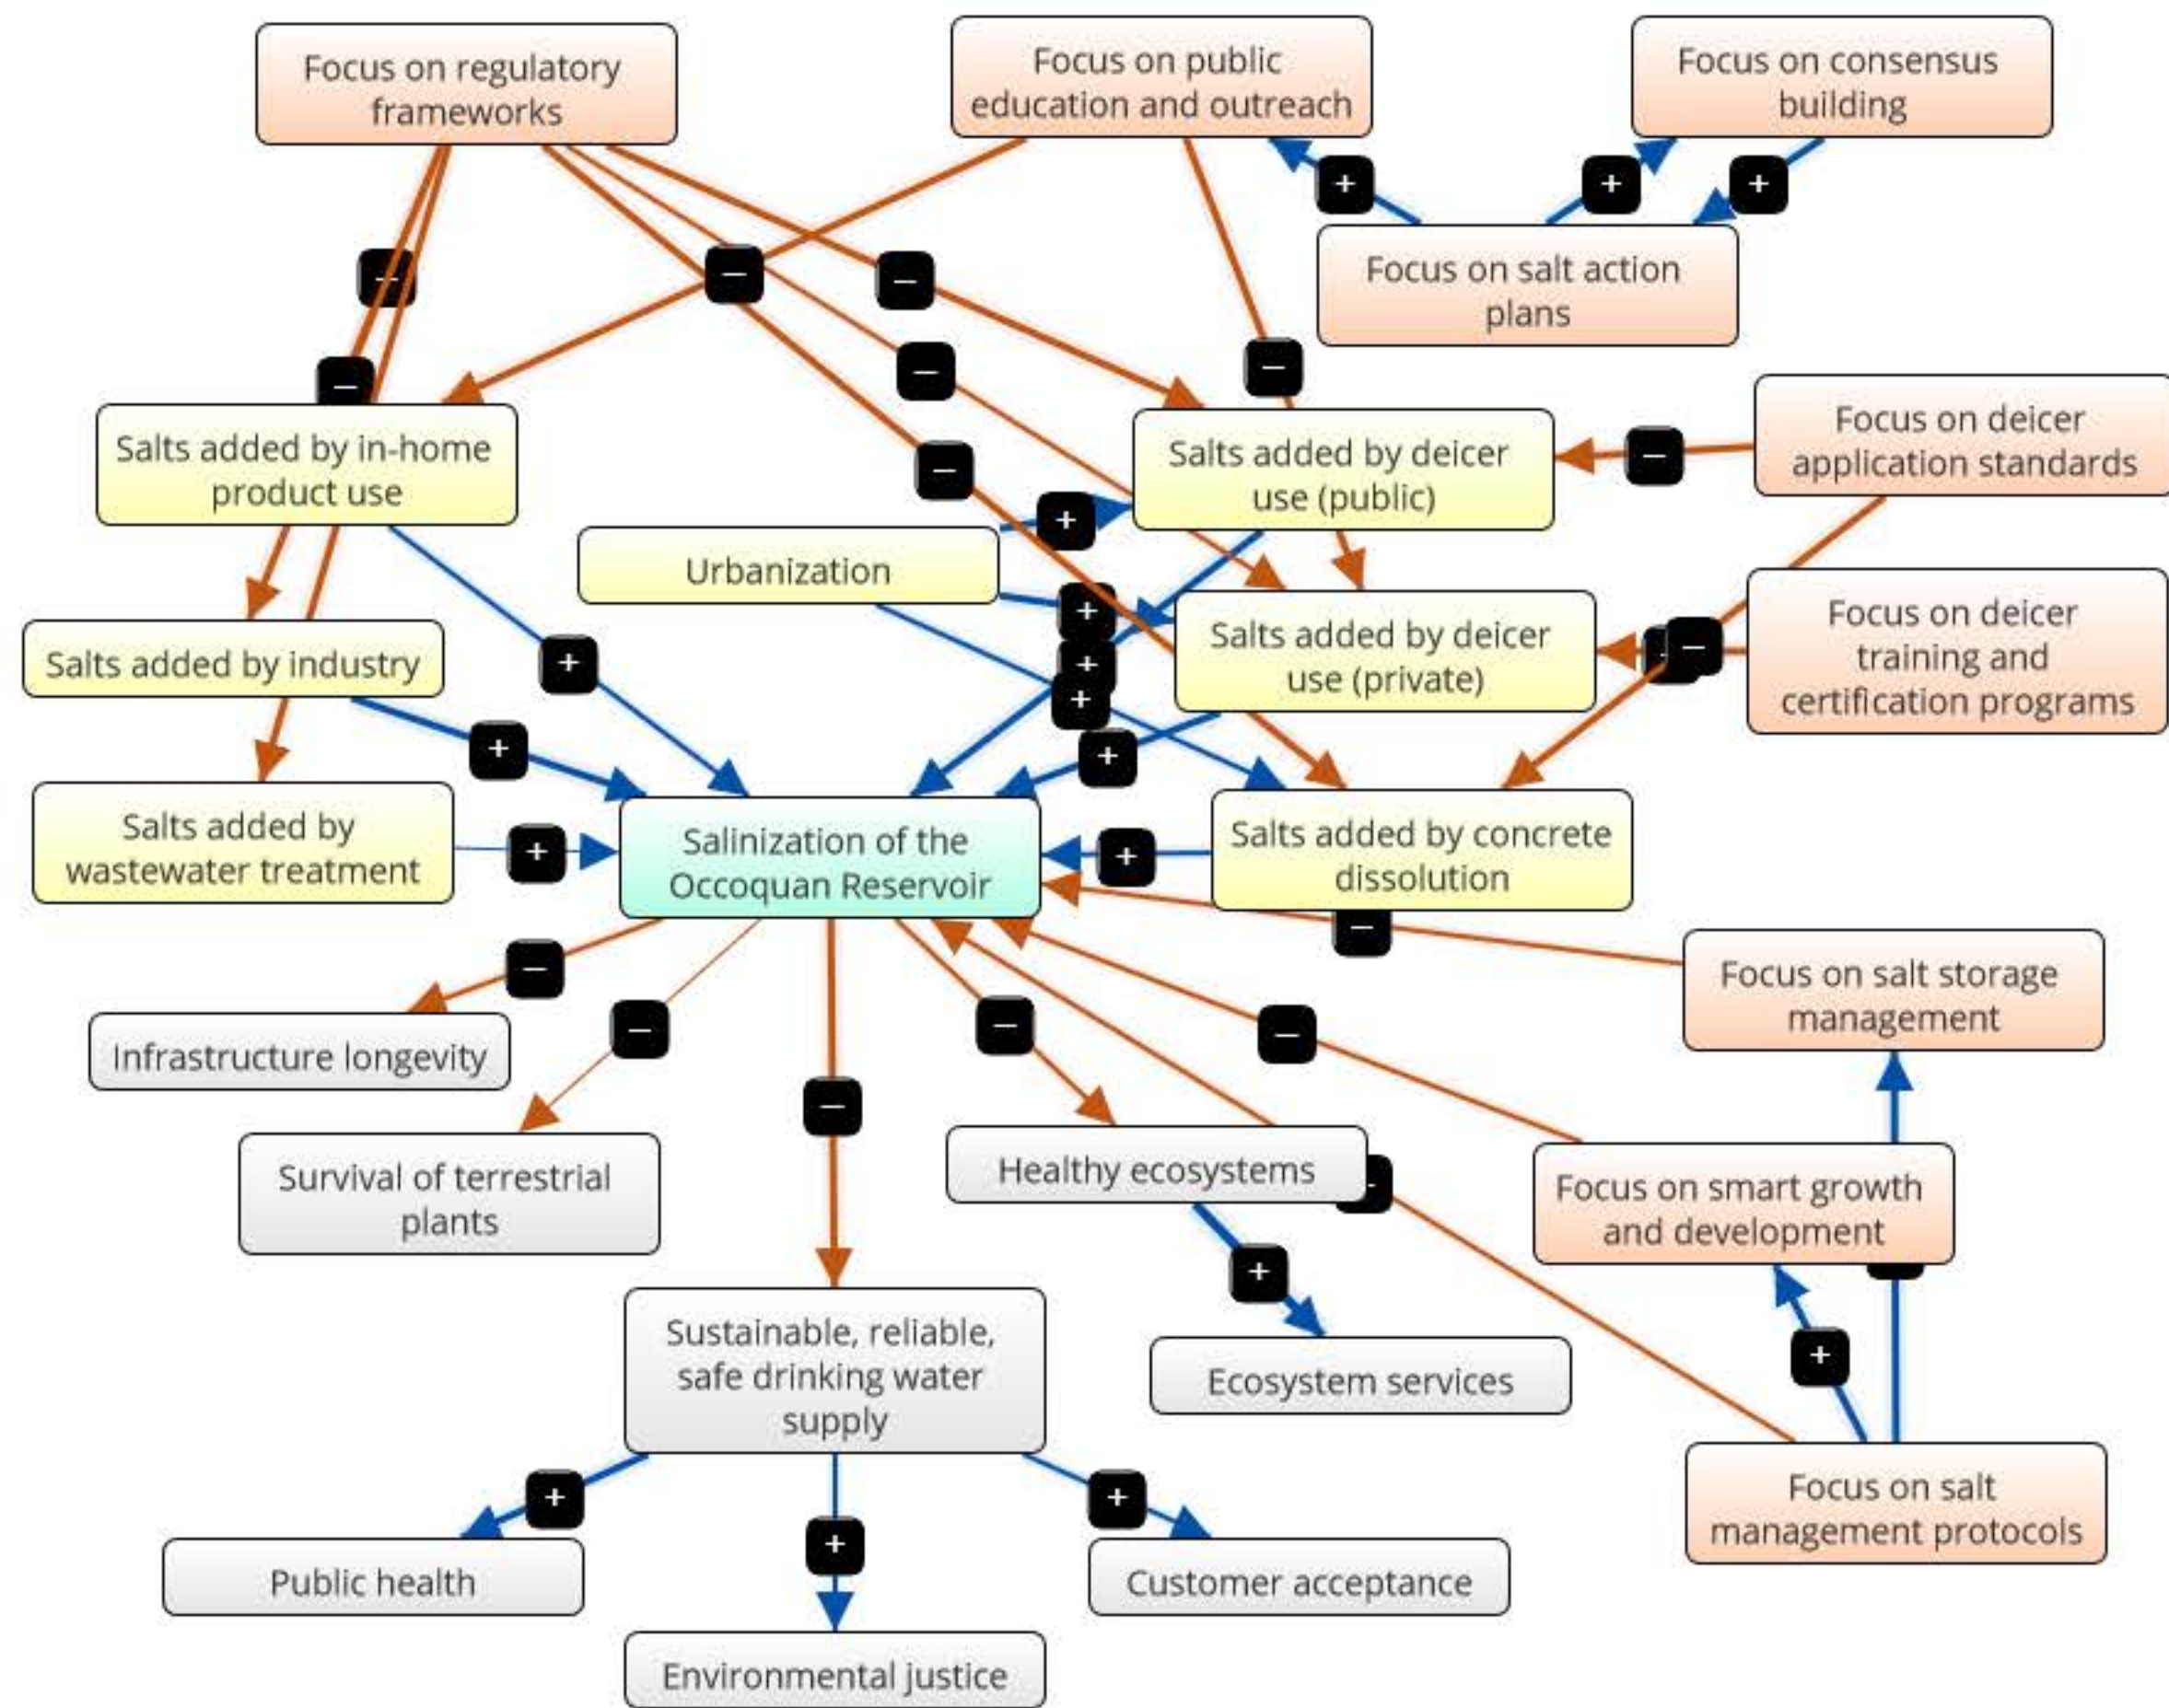 Focus on regulatory
frameworks
Focus on public
education and outreach
Focus on consensus
building
+
+
+
Focus on salt action
plans
–
–
–
–
–
–
Salts added by in-home
product use
Salts added by deicer
use (public)
–
Focus on deicer
application standards
–
+
Urbanization
+
Salts added by deicer
use (private)
–
Focus on deicer
training and
certification programs
Salts added by industry
+
+
+
+
+
Salts added by
wastewater treatment
+
Salinization of the
Occoquan Reservoir
+
Salts added by concrete
dissolution
–
Focus on salt storage
management
–
Infrastructure longevity
–
–
–
–
Survival of terrestrial
plants
Healthy ecosystems
Focus on smart growth
and development
+
Sustainable, reliable,
safe drinking water
supply
Ecosystem services
+
Focus on salt
management protocols
+
+
+
Public health
Customer acceptance
Environmental justice